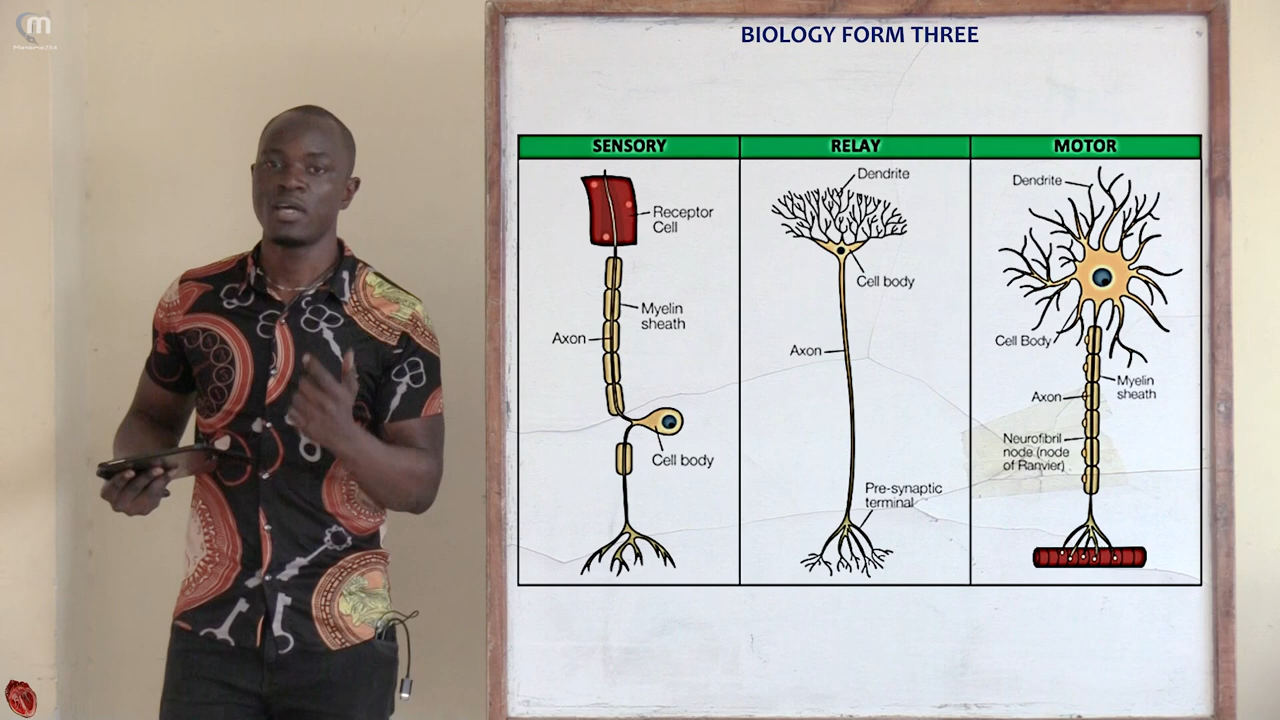 BIOLOGY FORM THREE
SENSORY
RELAY
MOTOR
Receptor
Cell
Myelin
sheath
Axon
Cell body
Dendrite
Cell body
Axon
Pre-synaptic
terminal
Dendrite
Cell Body
Myelin
sheath
Axon
Neurofibril
node (node
of Ranvier)